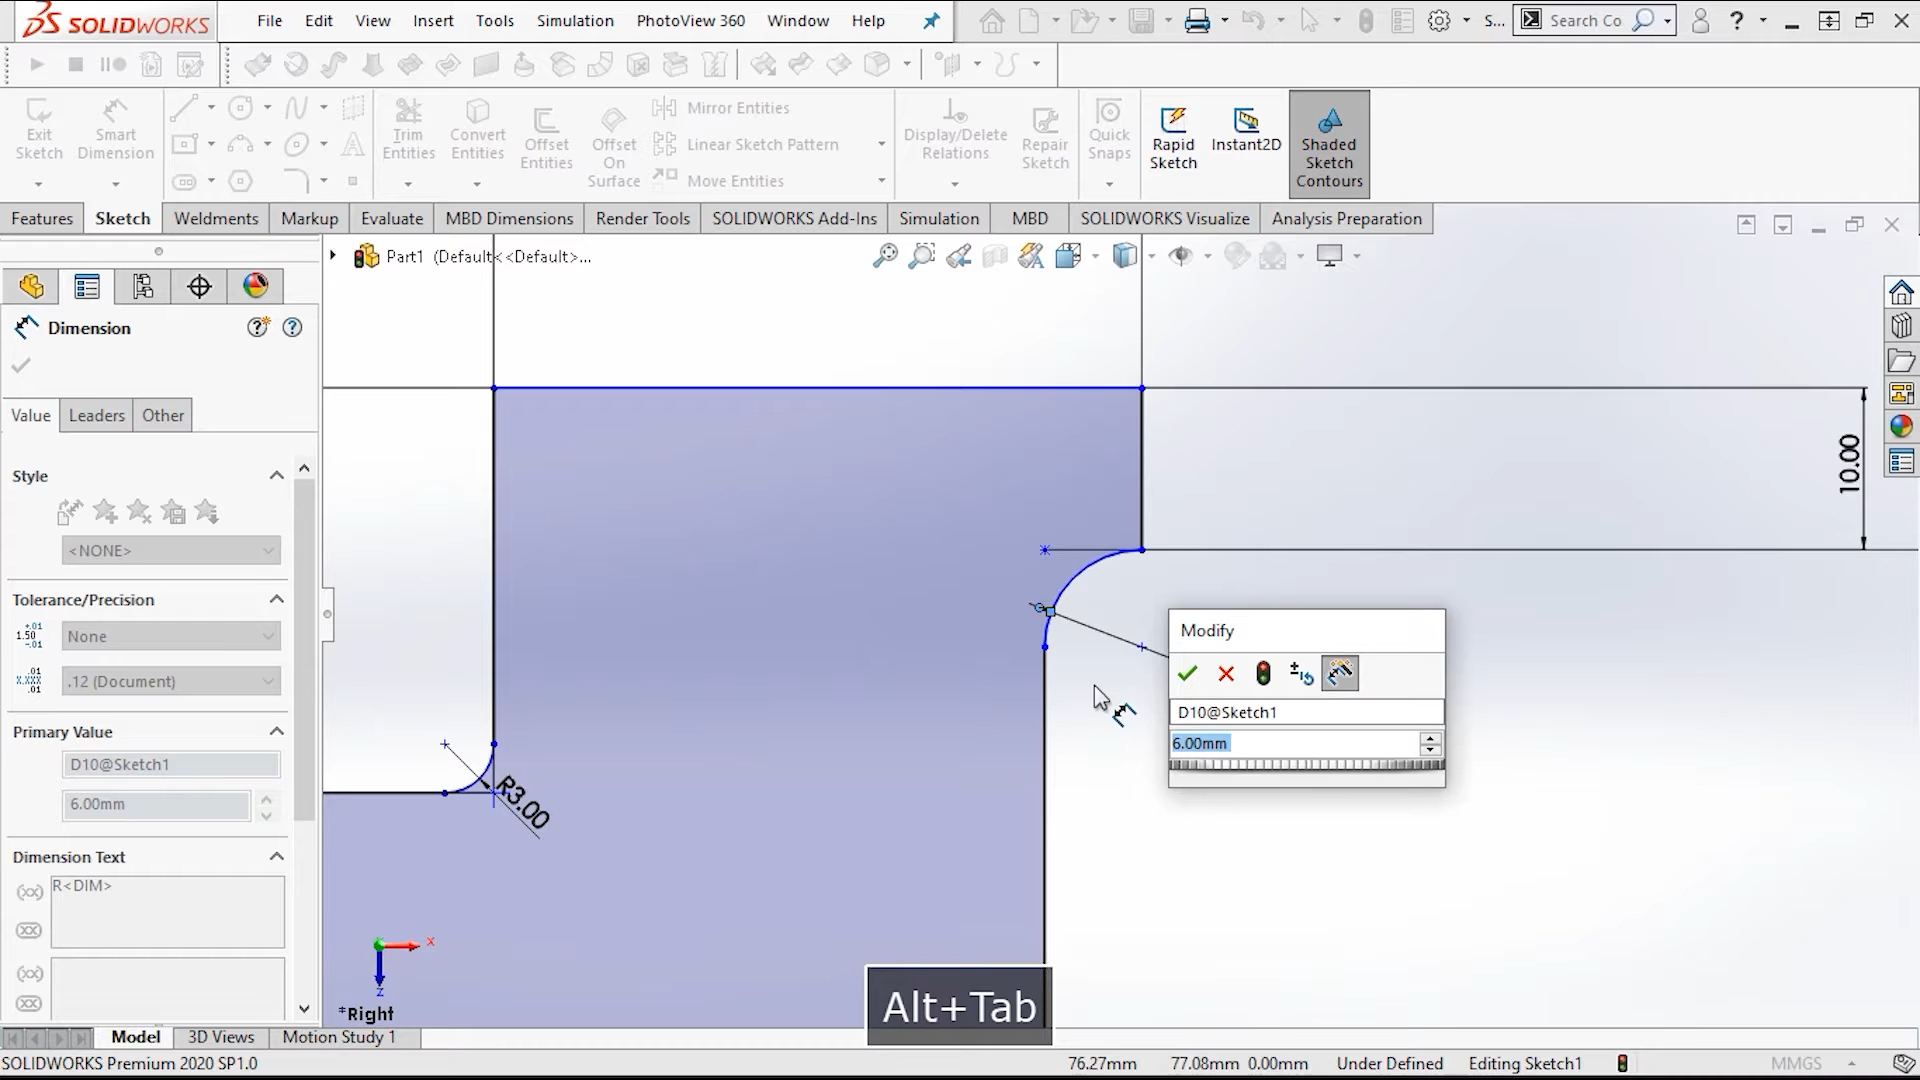 SOLIDWORKS File Edit View Insert Tools Simulation PhotoView 360 Window Help S... Search Co ?
Exit Sketch
Smart Dimension
Trim Entities
Convert Entities
Offset Entities
Offset On Surface
Mirror Entities
Linear Sketch Pattern
Move Entities
Display/Delete Relations
Repair Sketch
Quick Snaps
Rapid Sketch
Instant2D
Shaded Sketch Contours
Features Sketch Weldments Markup Evaluate MBD Dimensions Render Tools SOLIDWORKS Add-Ins Simulation MBD SOLIDWORKS Visualize Analysis Preparation
Part1 (Default<<Default>...
Dimension
Value Leaders Other
Style
<NONE>
Tolerance/Precision
None
.12 (Document)
Primary Value
D10@Sketch1
6.00mm
Dimension Text
R<DIM>
10.00
R3.00
Modify
D10@Sketch1
6.00mm
x
z
*Right
Alt+Tab
Model 3D Views Motion Study 1
SOLIDWORKS Premium 2020 SP1.0 76.27mm 77.08mm 0.00mm Under Defined Editing Sketch1 MMGS